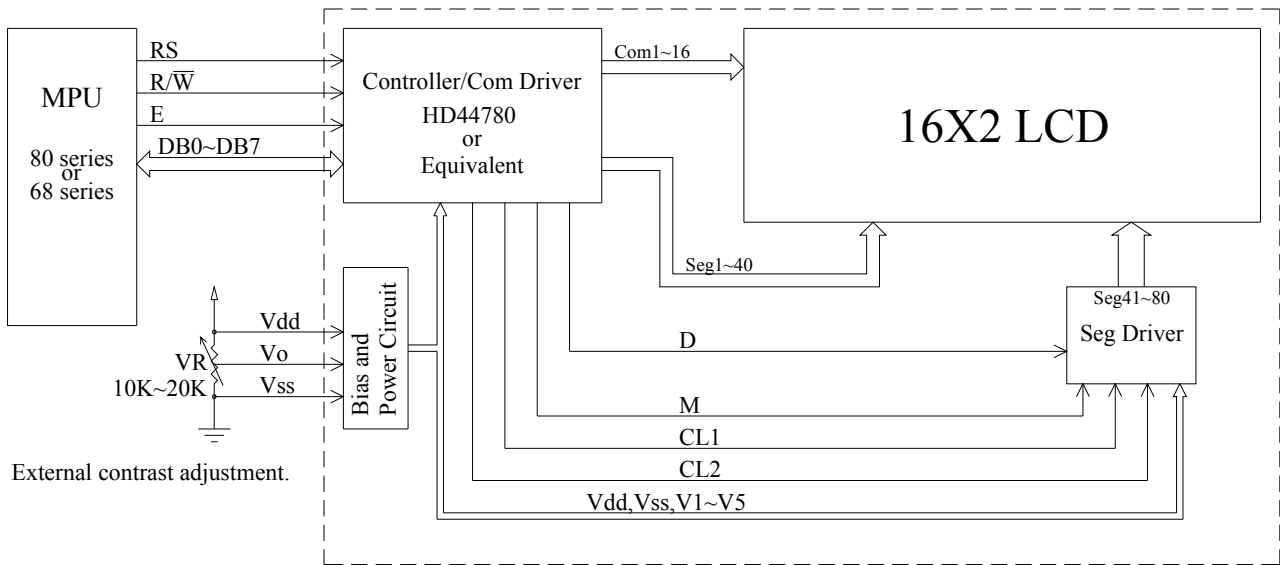 MPU
80 series
or
68 series
RS
R/W̅
E
DB0~DB7
Controller/Com Driver
HD44780
or
Equivalent
Com1~16
16X2 LCD
Seg1~40
Seg41~80
Seg Driver
Vdd
Vo
Vss
VR
10K~20K
External contrast adjustment.
Bias and
Power Circuit
D
M
CL1
CL2
Vdd,Vss,V1~V5